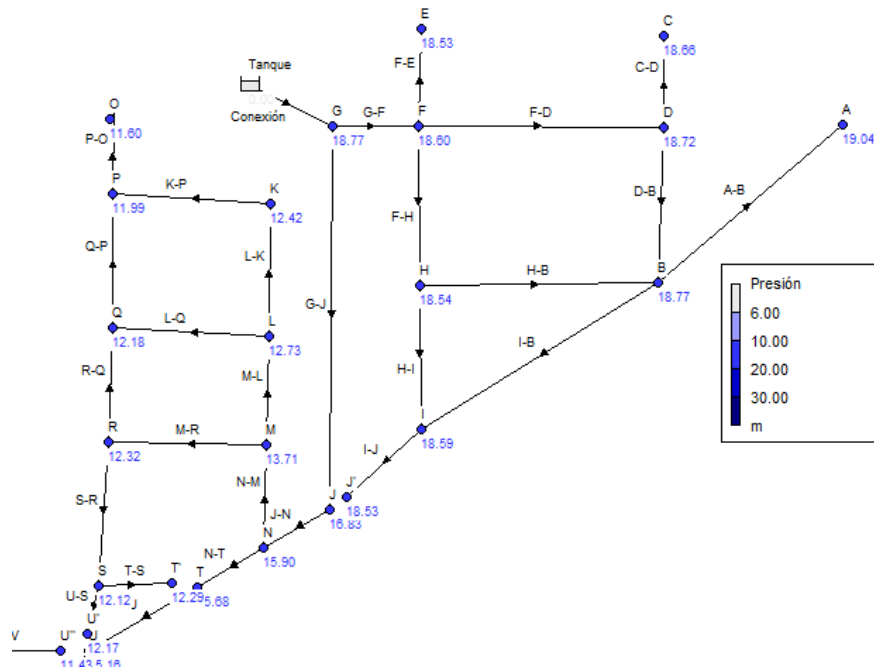 E
18.53
F-E
C
18.66
C-D
Tanque
0.00
Conexión
G
G-F
18.77
F
18.60
F-D
D
18.72
A
19.04
A-B
O
11.60
P-O
P
K-P
K
11.99
12.42
D-B
F-H
Q-P
L-K
H
H-B
B
18.54
18.77
G-J
Q
L-Q
L
12.18
12.73
I-B
H-I
R-Q
M-L
R
M-R
M
12.32
13.71
I
18.59
I-J
S-R
N-M
J
J'
18.53
16.83
J-N
N
15.90
N-T
S
T-S
T'
T
12.12
12.29
5.68
U-S
J
U'
12.17
V
U''
U
11.43
5.16
Presión
6.00
10.00
20.00
30.00
m